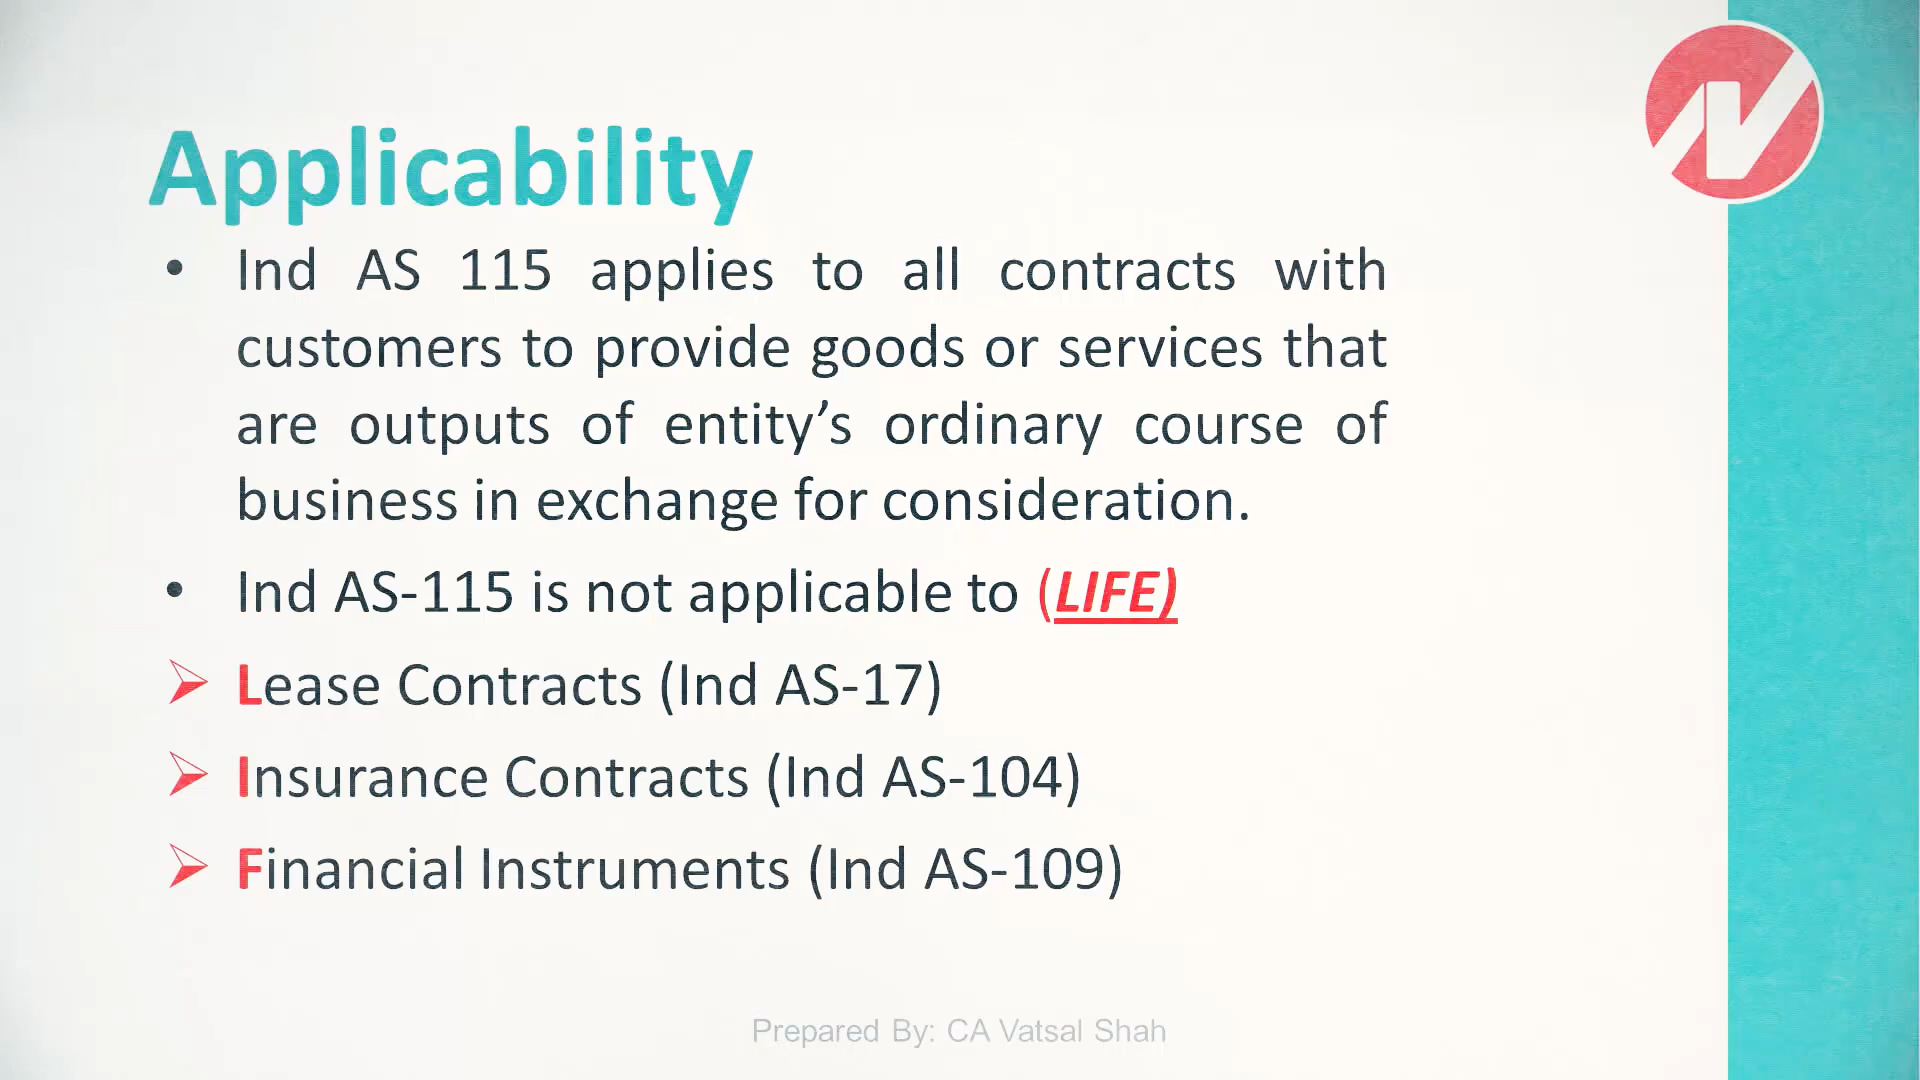 Applicability
• Ind AS 115 applies to all contracts with
customers to provide goods or services that
are outputs of entity’s ordinary course of
business in exchange for consideration.
• Ind AS-115 is not applicable to (LIFE)
➢ Lease Contracts (Ind AS-17)
➢ Insurance Contracts (Ind AS-104)
➢ Financial Instruments (Ind AS-109)
Prepared By: CA Vatsal Shah